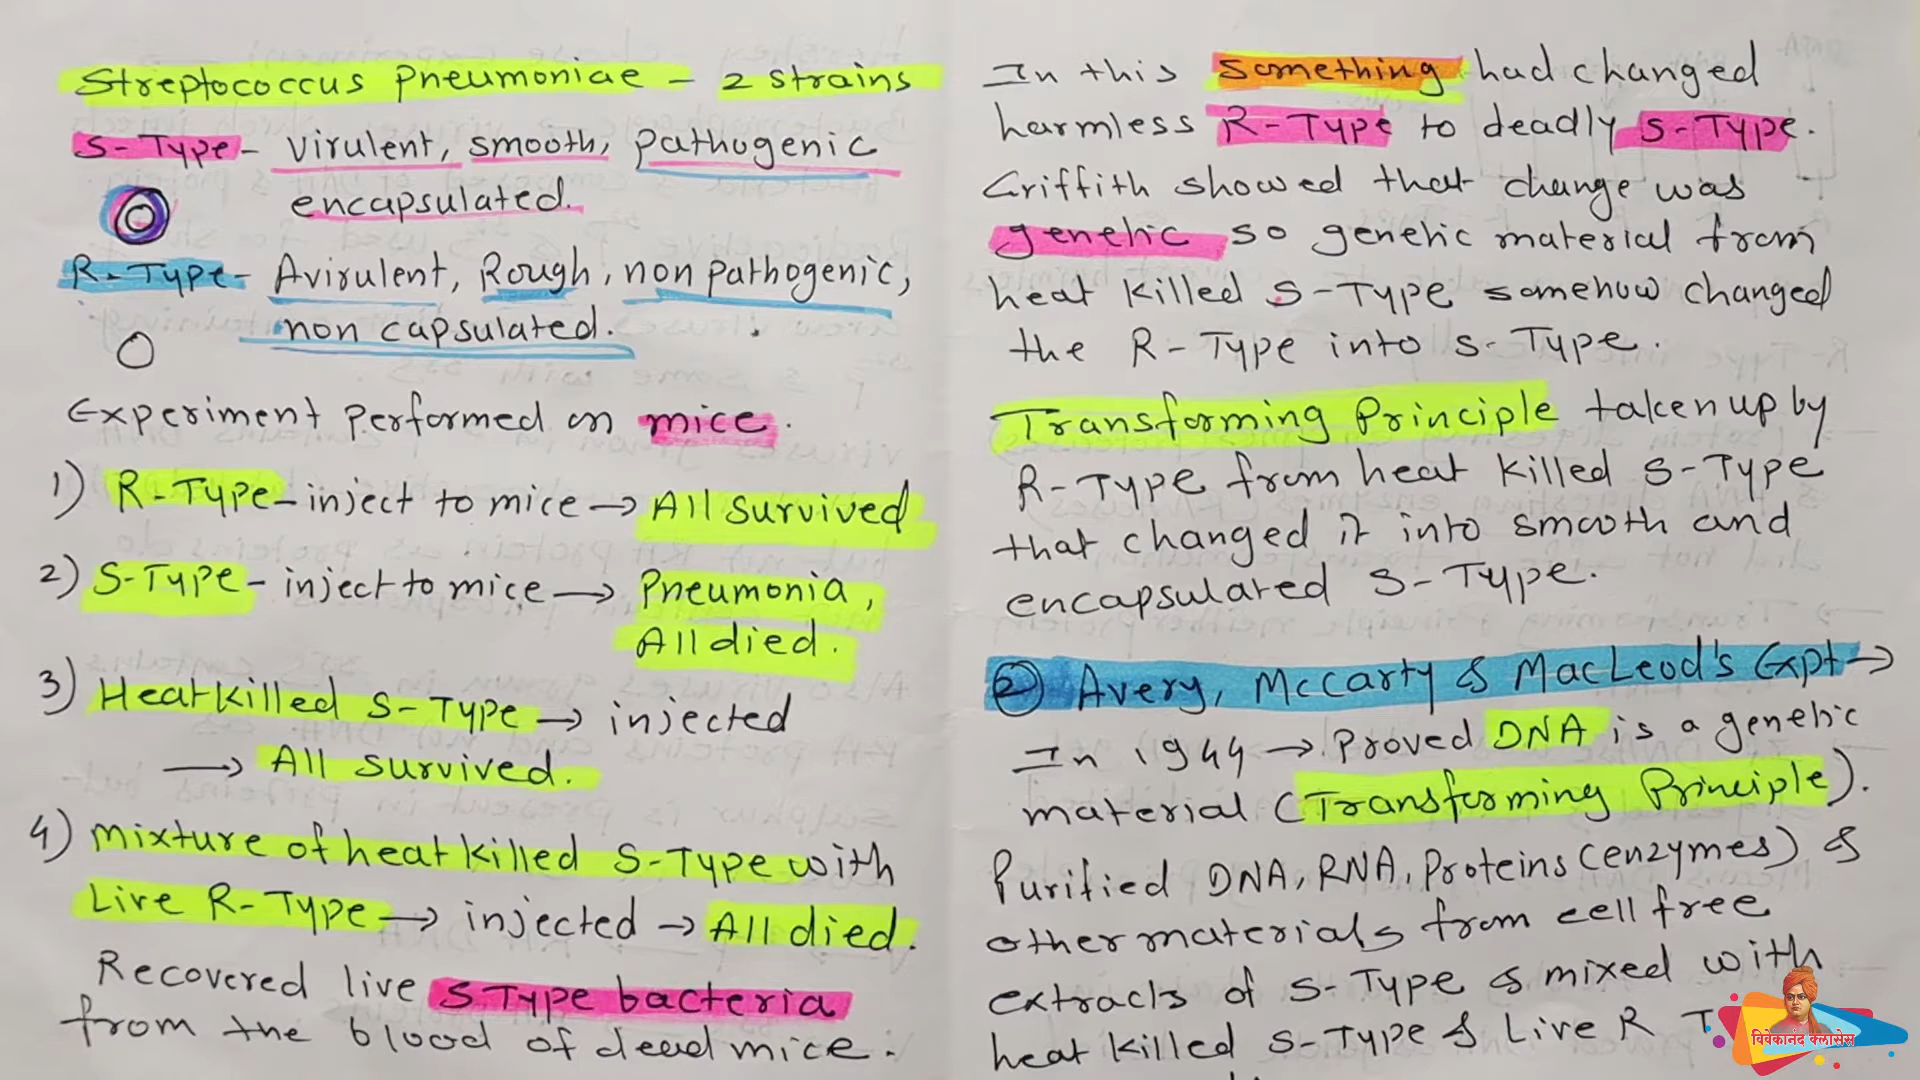 Streptococcus Pneumoniae - 2 strains
S-Type - virulent, smooth, pathogenic
encapsulated.
R-Type - Avirulent, Rough, non pathogenic,
non capsulated.
Experiment performed on mice.
1) R-Type - inject to mice → All survived
2) S-Type - inject to mice → Pneumonia,
All died.
3) Heat killed S-Type → injected
→ All survived.
4) mixture of heat killed S-Type with
Live R-Type → injected → All died.
Recovered live S Type bacteria
from the blood of dead mice.
In this something had changed
harmless R-Type to deadly S-Type.
Griffith showed that change was
genetic so genetic material from
heat killed S-Type somehow changed
the R-Type into S-Type.
Transforming Principle taken up by
R-Type from heat killed S-Type
that changed it into smooth and
encapsulated S-Type.
② Avery, McCarty & MacLeod's Expt →
In 1944 → Proved DNA is a genetic
material (Transforming Principle).
Purified DNA, RNA, Proteins (enzymes) &
other materials from cell free
extracts of S-Type & mixed with
heat killed S-Type & Live R T
विवेकानंद क्लासेस